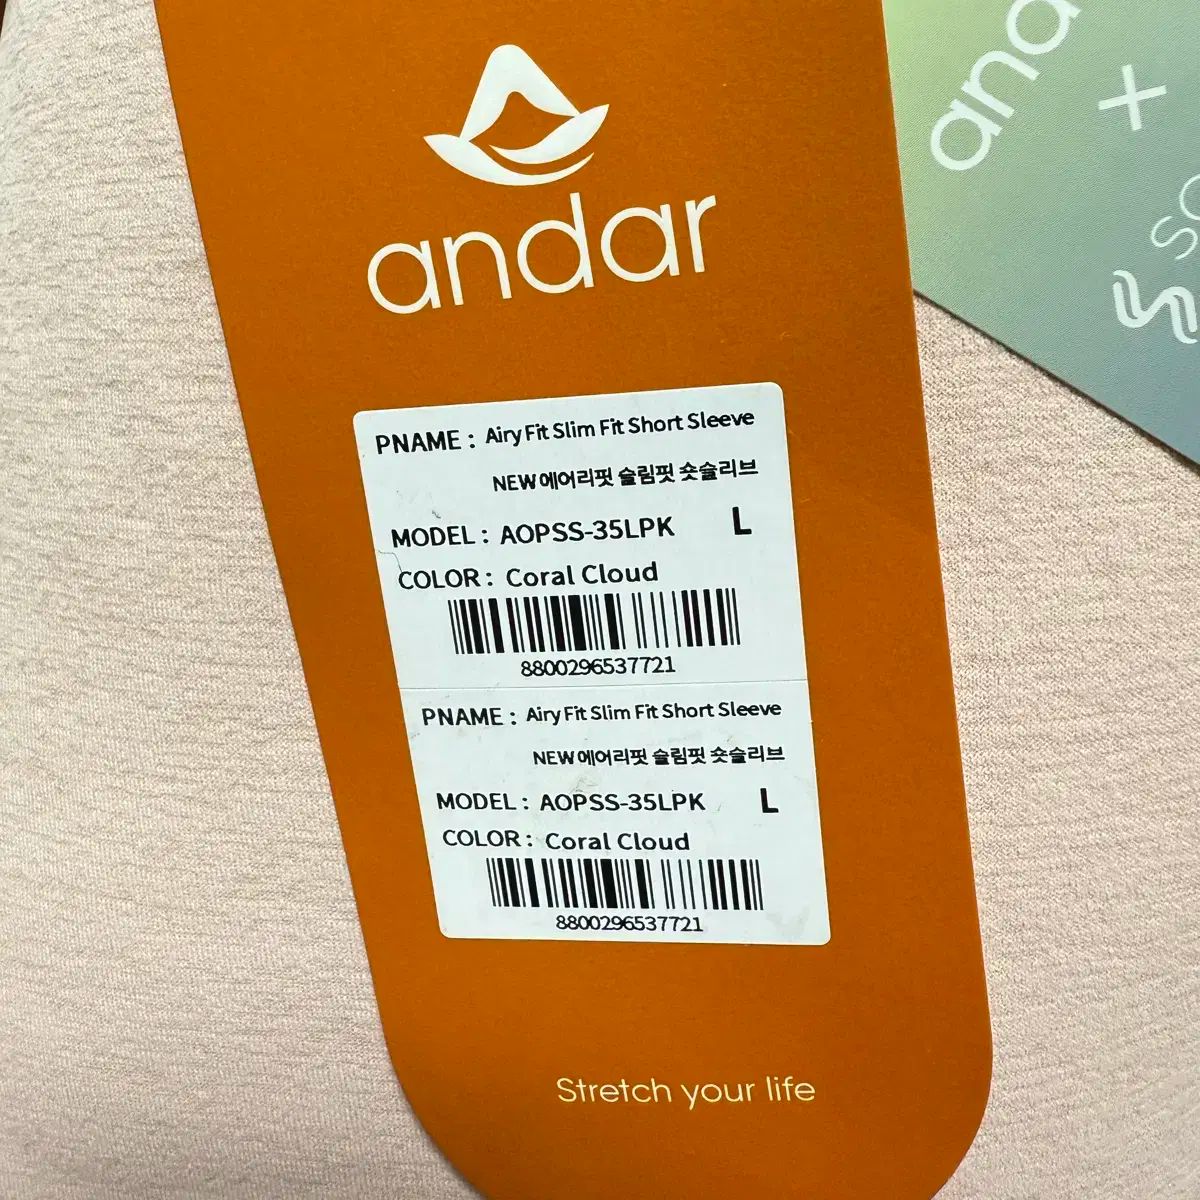 andar
PNAME : Airy Fit Slim Fit Short Sleeve
NEW 에어리핏 슬림핏 숏슬리브
MODEL : AOPSS-35LPK L
COLOR : Coral Cloud
8800296537721
PNAME : Airy Fit Slim Fit Short Sleeve
NEW 에어리핏 슬림핏 숏슬리브
MODEL : AOPSS-35LPK L
COLOR : Coral Cloud
8800296537721
Stretch your life
anda
+
so